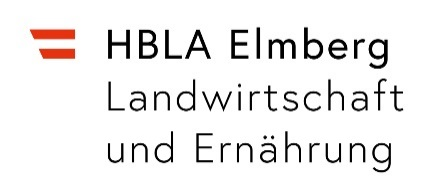 HBLA Elmberg
Landwirtschaft
und Ernährung